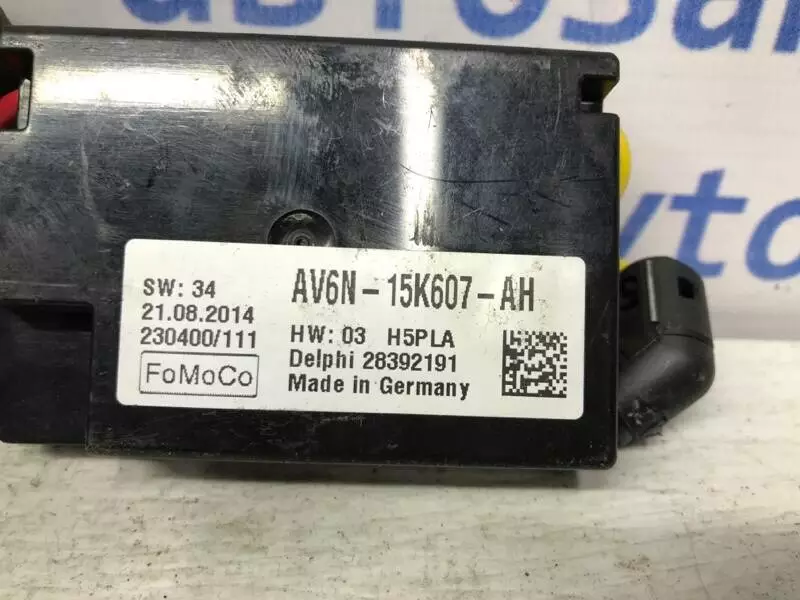 SW: 34
21.08.2014
230400/111
FoMoCo
AV6N-15K607-AH
HW: 03 H5PLA
Delphi 28392191
Made in Germany